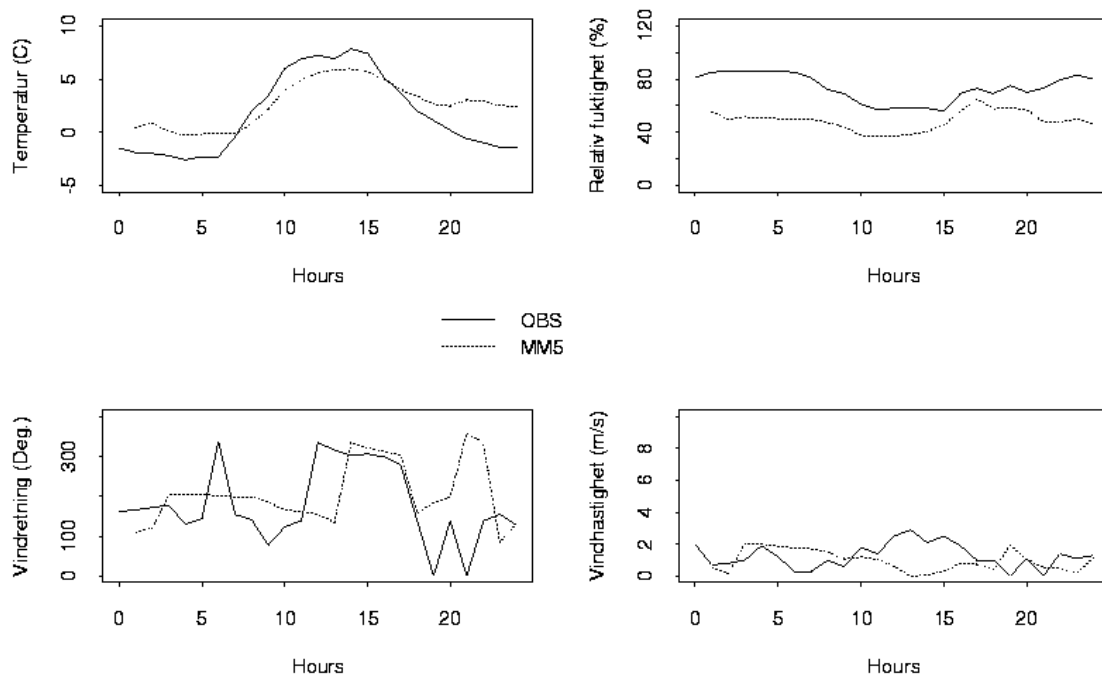 Temperatur (C)
10
5
0
-5
0 5 10 15 20
Hours
Relativ fuktighet (%)
120
80
40
0
0 5 10 15 20
Hours
OBS
MM5
Vindretning (Deg.)
300
100
0
0 5 10 15 20
Hours
Vindhastighet (m/s)
8
6
4
2
0
0 5 10 15 20
Hours